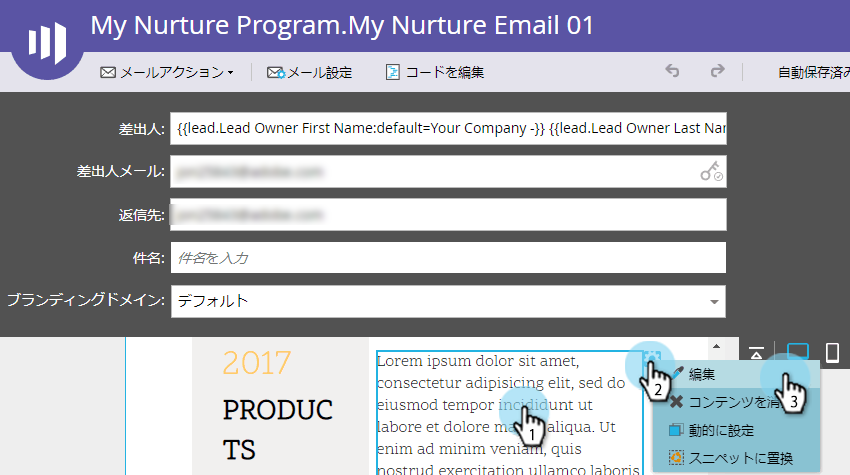 My Nurture Program.My Nurture Email 01
メールアクション メール設定 コードを編集 自動保存済み
差出人: {{lead.Lead Owner First Name:default=Your Company -}} {{lead.Lead Owner Last Nam
差出人メール:
返信先:
件名: 件名を入力
ブランディングドメイン: デフォルト
2017
PRODUC
TS
Lorem ipsum dolor sit amet,
consectetur adipisicing elit, sed do
eiusmod tempor incididunt ut
labore et dolore aliqua. Ut
enim ad minim veniam, quis
nostrud exercitation ullamco laboris
1
2
編集
3
コンテンツを消
動的に設定
スニペットに置換